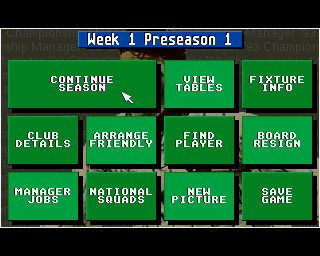 Week 1 Preseason 1
CONTINUE
SEASON
VIEW
TABLES
FIXTURE
INFO
CLUB
DETAILS
ARRANGE
FRIENDLY
FIND
PLAYER
BOARD
RESIGN
MANAGER
JOBS
NATIONAL
SQUADS
NEW
PICTURE
SAVE
GAME